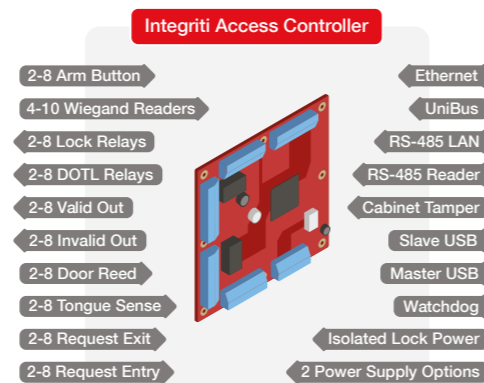 Integriti Access Controller
2-8 Arm Button
4-10 Wiegand Readers
2-8 Lock Relays
2-8 DOTL Relays
2-8 Valid Out
2-8 Invalid Out
2-8 Door Reed
2-8 Tongue Sense
2-8 Request Exit
2-8 Request Entry
Ethernet
UniBus
RS-485 LAN
RS-485 Reader
Cabinet Tamper
Slave USB
Master USB
Watchdog
Isolated Lock Power
2 Power Supply Options